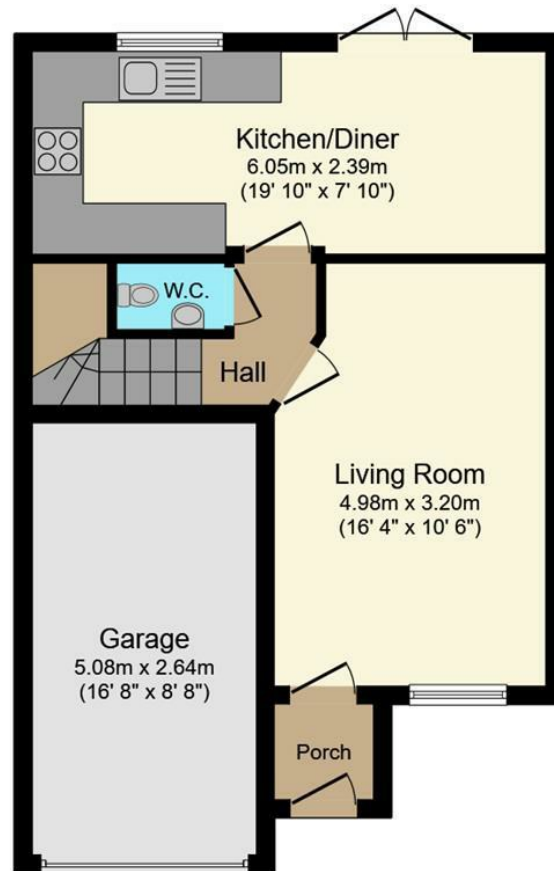 Kitchen/Diner
6.05m x 2.39m
(19' 10" x 7' 10")
W.C.
Hall
Living Room
4.98m x 3.20m
(16' 4" x 10' 6")
Garage
5.08m x 2.64m
(16' 8" x 8' 8")
Porch